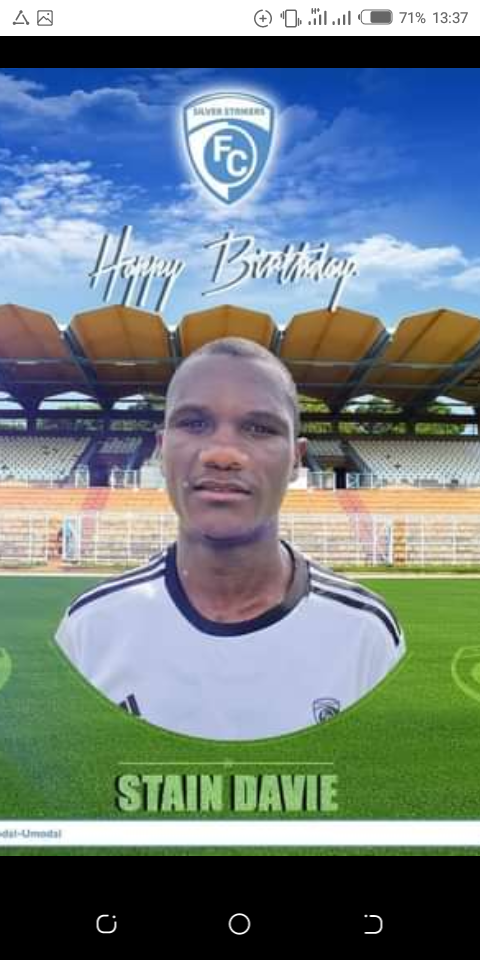 H+
71% 13:37
SILVER STRIKERS
FC
Happy Birthday
STAIN DAVIE
odzi-Umodzi